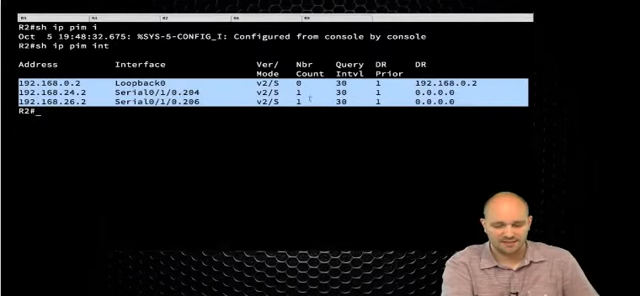 R2#sh ip pim i
Oct  5 19:48:32.675: %SYS-5-CONFIG_I: Configured from console by console
R2#sh ip pim int
Address Interface Ver/ Nbr Query DR DR
Mode Count Intvl Prior
192.168.0.2 Loopback0 v2/S 0 30 1 192.168.0.2
192.168.24.2 Serial0/1/0.204 v2/S 1 30 1 0.0.0.0
192.168.26.2 Serial0/1/0.206 v2/S 1 30 1 0.0.0.0
R2#_